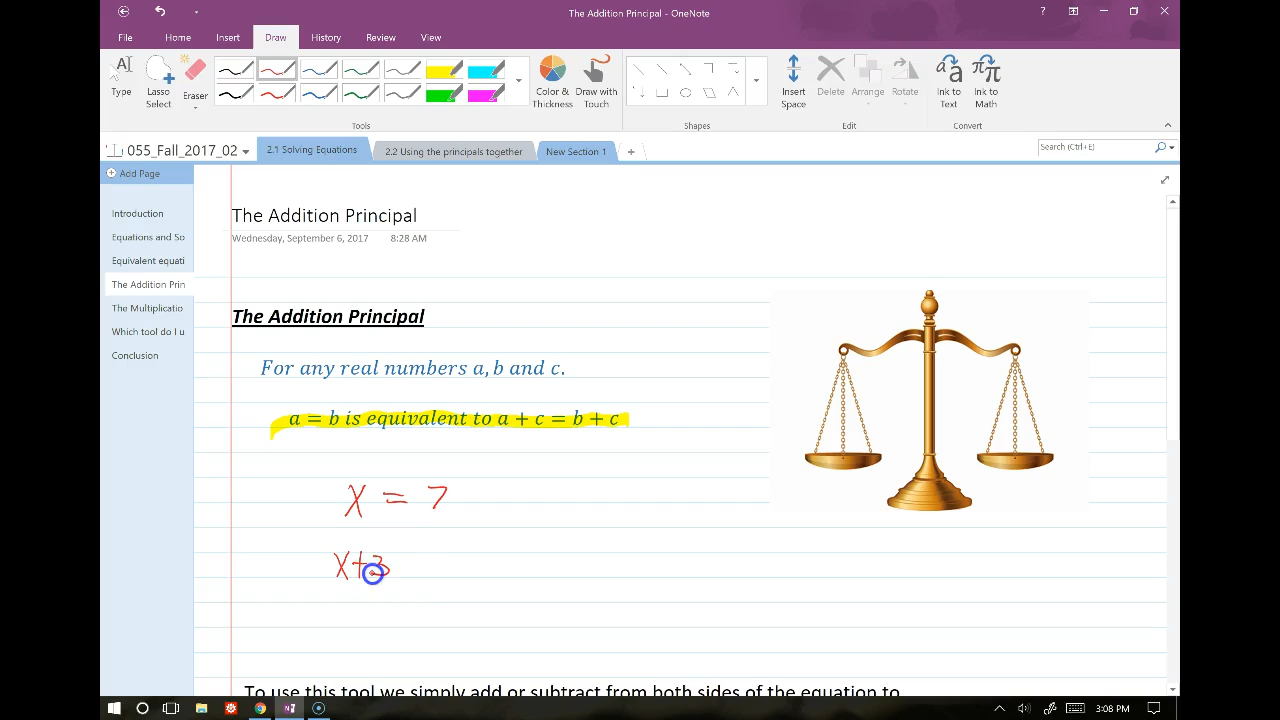 The Addition Principal - OneNote
?
File Home Insert Draw History Review View
Type Lasso Select Eraser Color & Thickness Draw with Touch Insert Space Delete Arrange Rotate Ink to Text Ink to Math
Tools Shapes Edit Convert
055_Fall_2017_02 2.1 Solving Equations 2.2 Using the principals together New Section 1 + Search (Ctrl+E)
Add Page
Introduction
Equations and So
Equivalent equati
The Addition Prin
The Multiplicatio
Which tool do I u
Conclusion
The Addition Principal
Wednesday, September 6, 2017 8:28 AM
The Addition Principal
For any real numbers a, b and c.
a = b is equivalent to a + c = b + c
x = 7
x+3
To use this tool we simply add or subtract from both sides of the equation to
3:08 PM